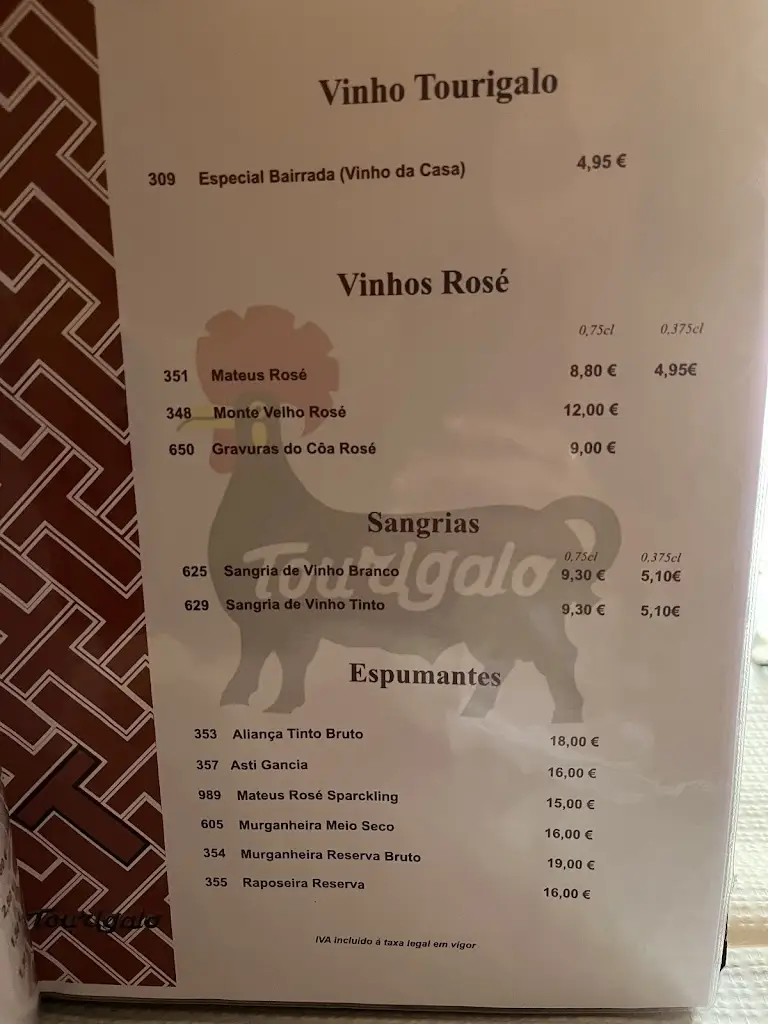 Vinho Tourigalo
309 Especial Bairrada (Vinho da Casa) 4,95 €
Vinhos Rosé
0,75cl 0,375cl
351 Mateus Rosé 8,80 € 4,95€
348 Monte Velho Rosé 12,00 €
650 Gravuras do Côa Rosé 9,00 €
Sangrias
Tourigalo
0,75cl 0,375cl
625 Sangria de Vinho Branco 9,30 € 5,10€
629 Sangria de Vinho Tinto 9,30 € 5,10€
Espumantes
353 Aliança Tinto Bruto 18,00 €
357 Asti Gancia 16,00 €
989 Mateus Rosé Sparckling 15,00 €
605 Murganheira Meio Seco 16,00 €
354 Murganheira Reserva Bruto 19,00 €
355 Raposeira Reserva 16,00 €
Tourigalo
IVA incluido á taxa legal em vigor